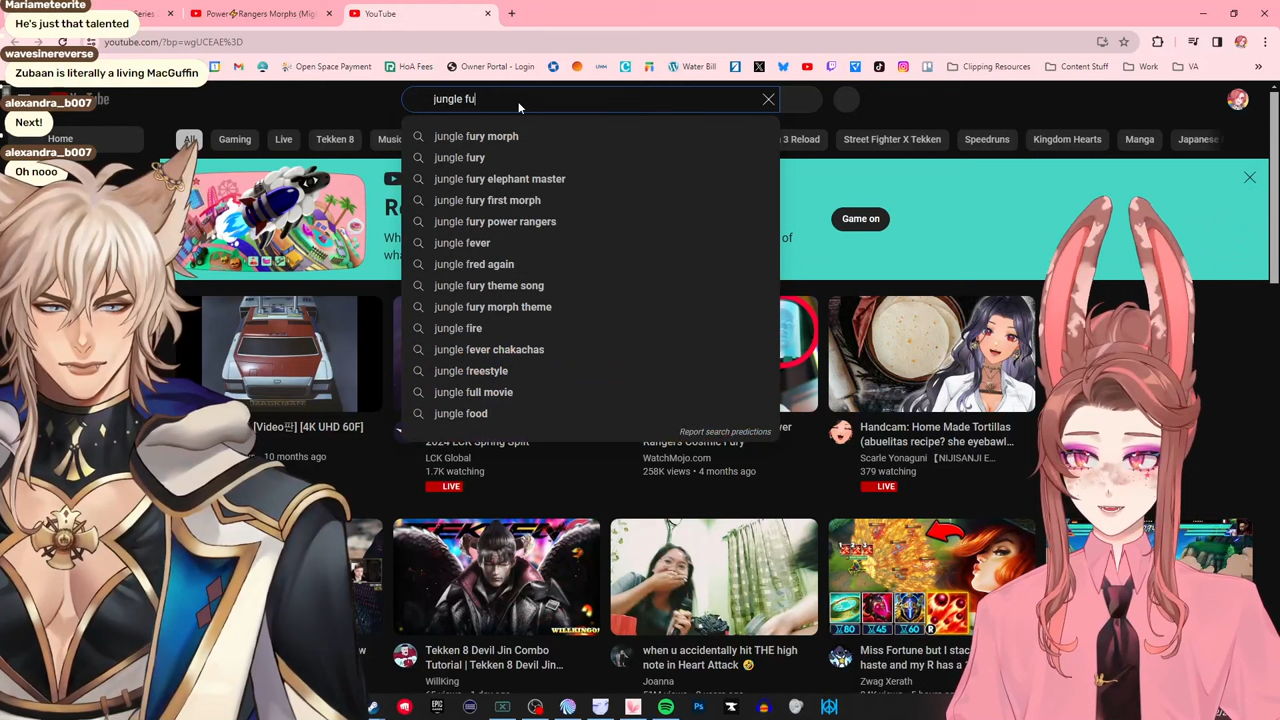 Mariameteorite
He's just that talented
wavesinereverse
Zubaan is literally a living MacGuffin
alexandra_b007
Next!
alexandra_b007
Oh nooo
Series
Power⚡Rangers Morphs (Mig
YouTube
youtube.com/?bp=wgUCEAE%3D
Open Space Payment
HoA Fees
Owner Portal - Login
Water Bill
Clipping Resources
Content Stuff
Work
VA
jungle fu
Home
All
Gaming
Live
Tekken 8
Music
3 Reload
Street Fighter X Tekken
Speedruns
Kingdom Hearts
Manga
Japanese
jungle fury morph
jungle fury
jungle fury elephant master
jungle fury first morph
jungle fury power rangers
jungle fever
jungle fred again
jungle fury theme song
jungle fury morph theme
jungle fire
jungle fever chakachas
jungle freestyle
jungle full movie
jungle food
Report search predictions
Game on
[Video판] [4K UHD 60F]
10 months ago
2024 LCK Spring Split
LCK Global
1.7K watching
LIVE
Rangers Cosmic Fury
WatchMojo.com
258K views • 4 months ago
Handcam: Home Made Tortillas
(abuelitas recipe? she eyebawl...
Scarle Yonaguni 【NIJISANJI E...
379 watching
LIVE
WILLKINGO!
Tekken 8 Devil Jin Combo
Tutorial | Tekken 8 Devil Jin...
WillKing
when u accidentally hit THE high
note in Heart Attack 🤣
Joanna
80
45
60
R
Miss Fortune but I stac
haste and my R has a
Zwag Xerath